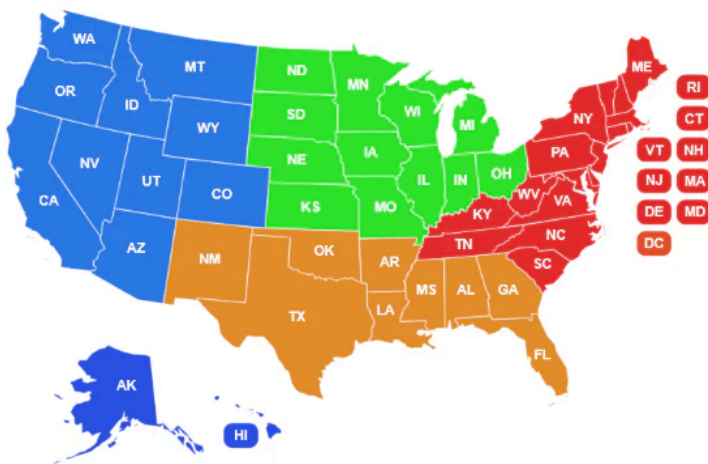 WA
MT
ND
MN
ME
OR
ID
SD
WI
MI
NY
RI
WY
CT
NV
NE
IA
PA
VT
NH
UT
CO
IL
IN
OH
WV
VA
NJ
MA
CA
KS
MO
KY
DE
MD
AZ
NM
OK
AR
TN
NC
DC
SC
TX
LA
MS
AL
GA
FL
AK
HI